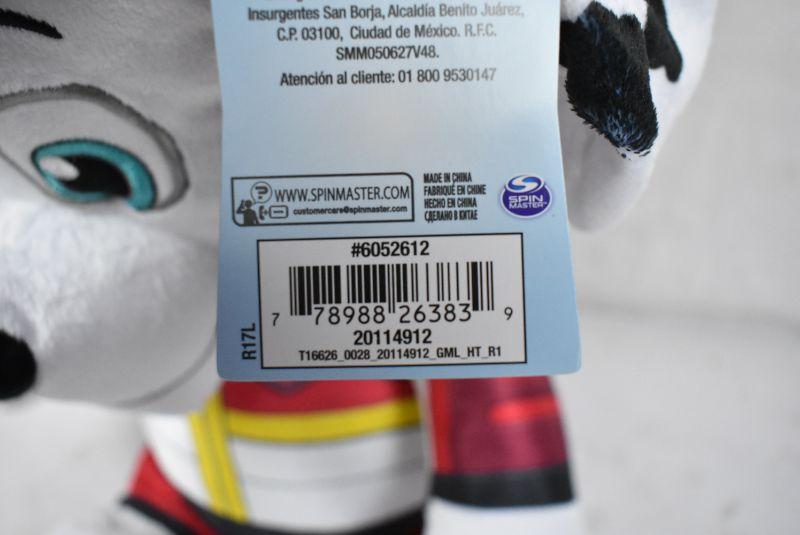 Insurgentes San Borja, Alcaldía Benito Juárez,
C.P. 03100, Ciudad de México. R.F.C.
SMM050627V48.
Atención al cliente: 01 800 9530147
WWW.SPINMASTER.COM
customercare@spinmaster.com
MADE IN CHINA
FABRIQUÉ EN CHINE
HECHO EN CHINA
СДЕЛАНО В КИТАЕ
SPIN
MASTER™
#6052612
7 78988 26383 9
20114912
T16626_0028_20114912_GML_HT_R1
R17L